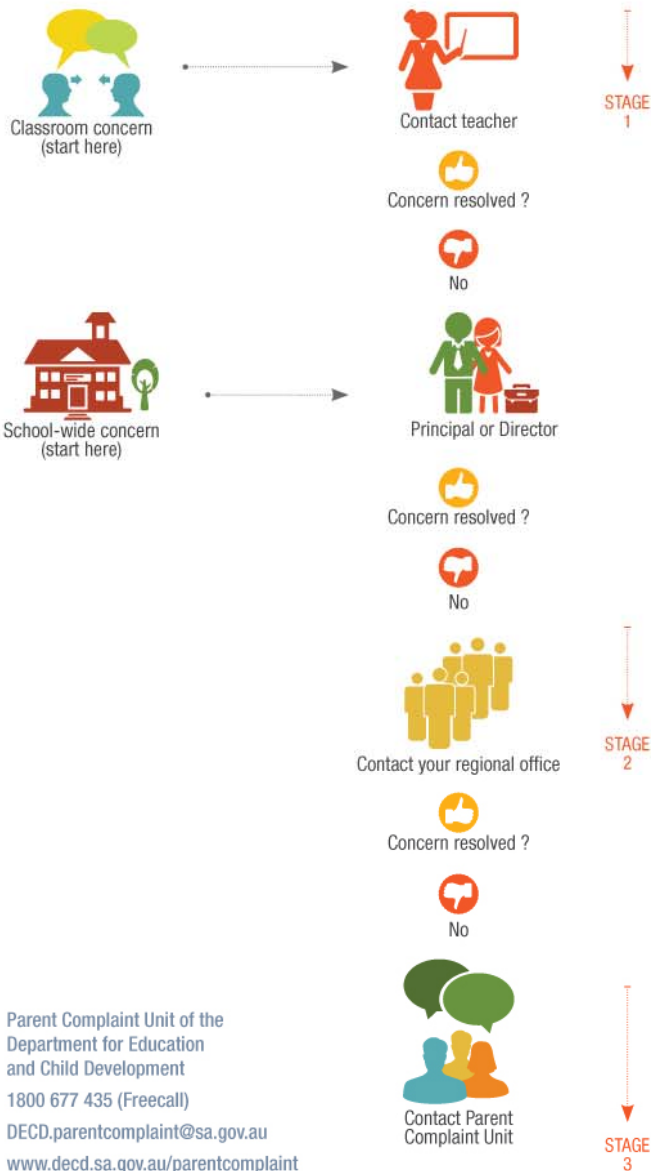 Classroom concern
(start here)
Contact teacher
STAGE
1
Concern resolved ?
No
School-wide concern
(start here)
Principal or Director
Concern resolved ?
No
Contact your regional office
STAGE
2
Concern resolved ?
No
Contact Parent
Complaint Unit
STAGE
3
Parent Complaint Unit of the
Department for Education
and Child Development
1800 677 435 (Freecall)
DECD.parentcomplaint@sa.gov.au
www.decd.sa.gov.au/parentcomplaint